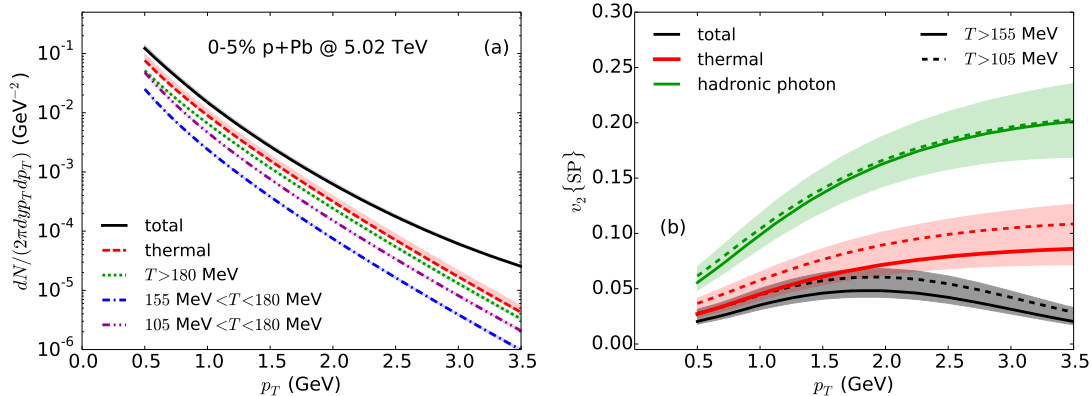 0-5% p+Pb @ 5.02 TeV (a)
dN/(2πdyp_T dp_T) (GeV⁻²)
10⁻¹
10⁻²
10⁻³
10⁻⁴
10⁻⁵
10⁻⁶
total
thermal
T>180 MeV
155 MeV<T<180 MeV
105 MeV<T<180 MeV
0.0 0.5 1.0 1.5 2.0 2.5 3.0 3.5
p_T (GeV)
0.30
0.25
0.20
0.15
0.10
0.05
0.00
v₂{SP}
total
thermal
hadronic photon
T>155 MeV
T>105 MeV
(b)
0.5 1.0 1.5 2.0 2.5 3.0 3.5
p_T (GeV)